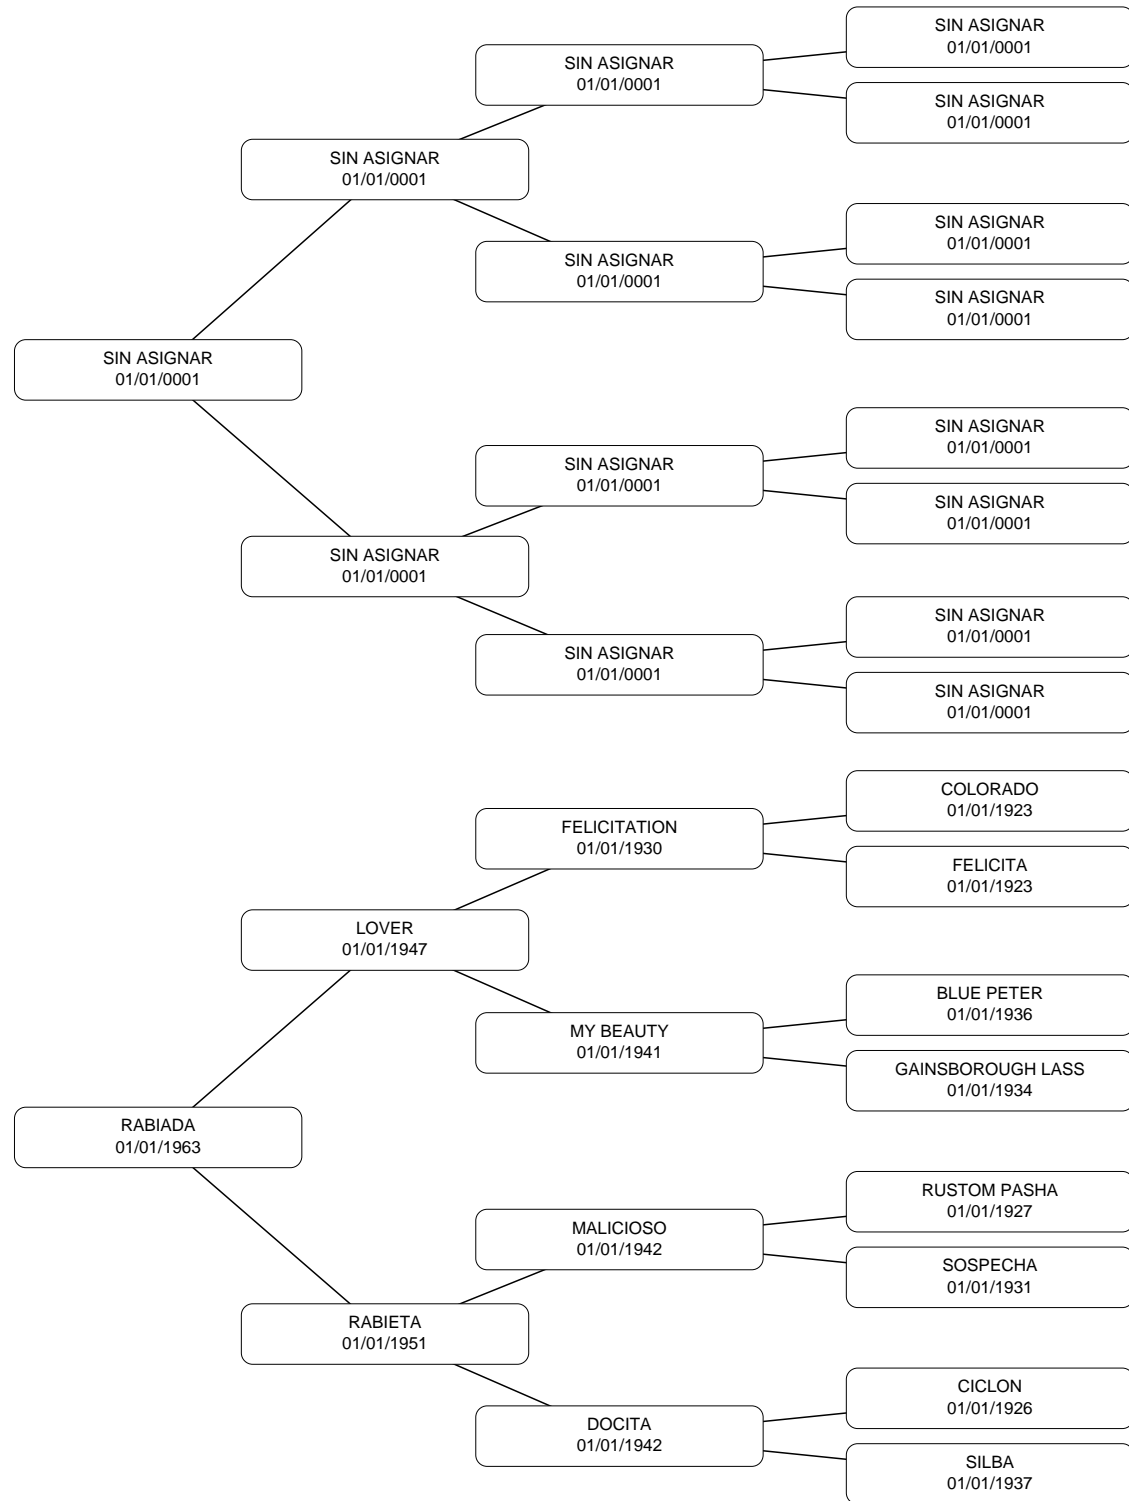 SIN ASIGNAR
01/01/0001
SIN ASIGNAR
01/01/0001
SIN ASIGNAR
01/01/0001
SIN ASIGNAR
01/01/0001
SIN ASIGNAR
01/01/0001
SIN ASIGNAR
01/01/0001
SIN ASIGNAR
01/01/0001
SIN ASIGNAR
01/01/0001
SIN ASIGNAR
01/01/0001
SIN ASIGNAR
01/01/0001
SIN ASIGNAR
01/01/0001
SIN ASIGNAR
01/01/0001
SIN ASIGNAR
01/01/0001
SIN ASIGNAR
01/01/0001
SIN ASIGNAR
01/01/0001
COLORADO
01/01/1923
FELICITATION
01/01/1930
FELICITA
01/01/1923
LOVER
01/01/1947
BLUE PETER
01/01/1936
MY BEAUTY
01/01/1941
GAINSBOROUGH LASS
01/01/1934
RABIADA
01/01/1963
RUSTOM PASHA
01/01/1927
MALICIOSO
01/01/1942
SOSPECHA
01/01/1931
RABIETA
01/01/1951
CICLON
01/01/1926
DOCITA
01/01/1942
SILBA
01/01/1937